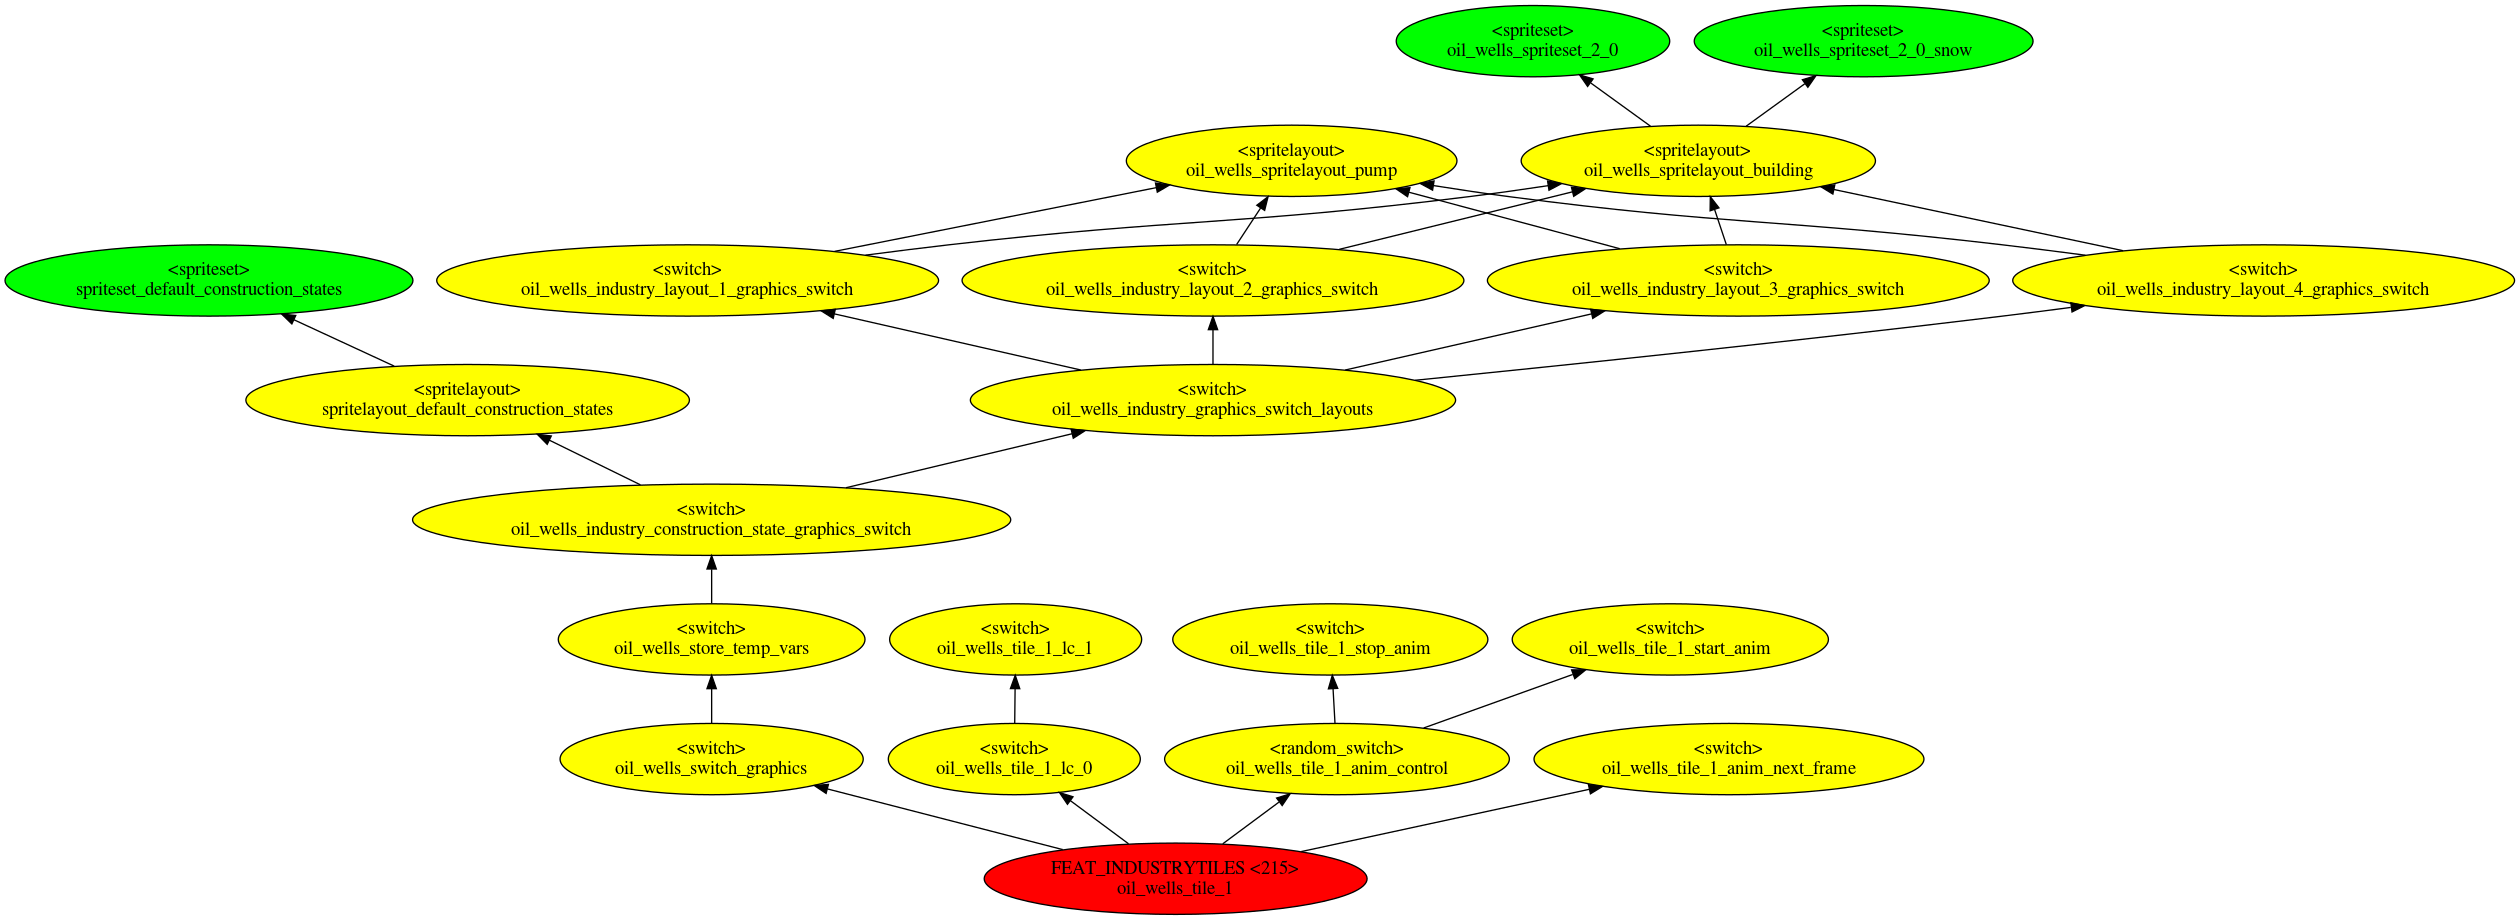 <spriteset>
oil_wells_spriteset_2_0
<spriteset>
oil_wells_spriteset_2_0_snow
<spritelayout>
oil_wells_spritelayout_pump
<spritelayout>
oil_wells_spritelayout_building
<spriteset>
spriteset_default_construction_states
<switch>
oil_wells_industry_layout_1_graphics_switch
<switch>
oil_wells_industry_layout_2_graphics_switch
<switch>
oil_wells_industry_layout_3_graphics_switch
<switch>
oil_wells_industry_layout_4_graphics_switch
<spritelayout>
spritelayout_default_construction_states
<switch>
oil_wells_industry_graphics_switch_layouts
<switch>
oil_wells_industry_construction_state_graphics_switch
<switch>
oil_wells_store_temp_vars
<switch>
oil_wells_tile_1_lc_1
<switch>
oil_wells_tile_1_stop_anim
<switch>
oil_wells_tile_1_start_anim
<switch>
oil_wells_switch_graphics
<switch>
oil_wells_tile_1_lc_0
<random_switch>
oil_wells_tile_1_anim_control
<switch>
oil_wells_tile_1_anim_next_frame
FEAT_INDUSTRYTILES <215>
oil_wells_tile_1